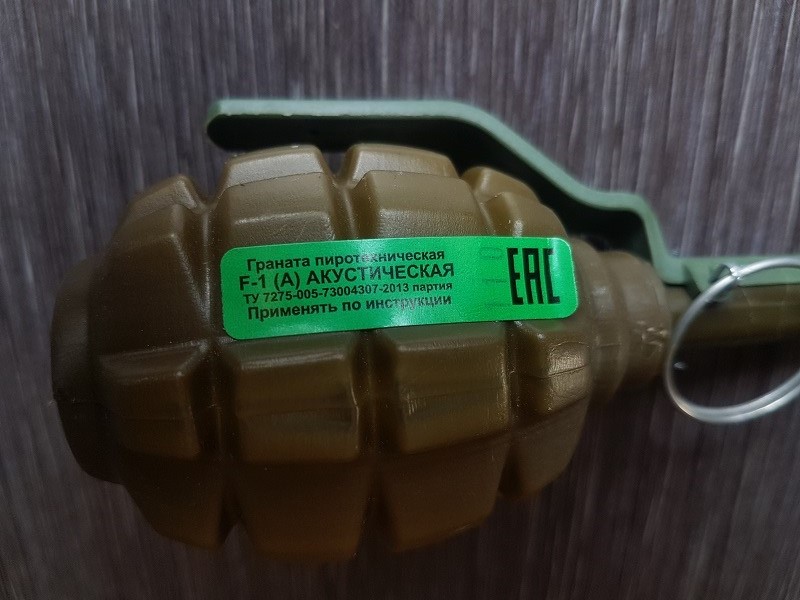 Граната пиротехническая
F-1 (А) АКУСТИЧЕСКАЯ
ТУ 7275-005-73004307-2013 партия
Применять по инструкции
EAC